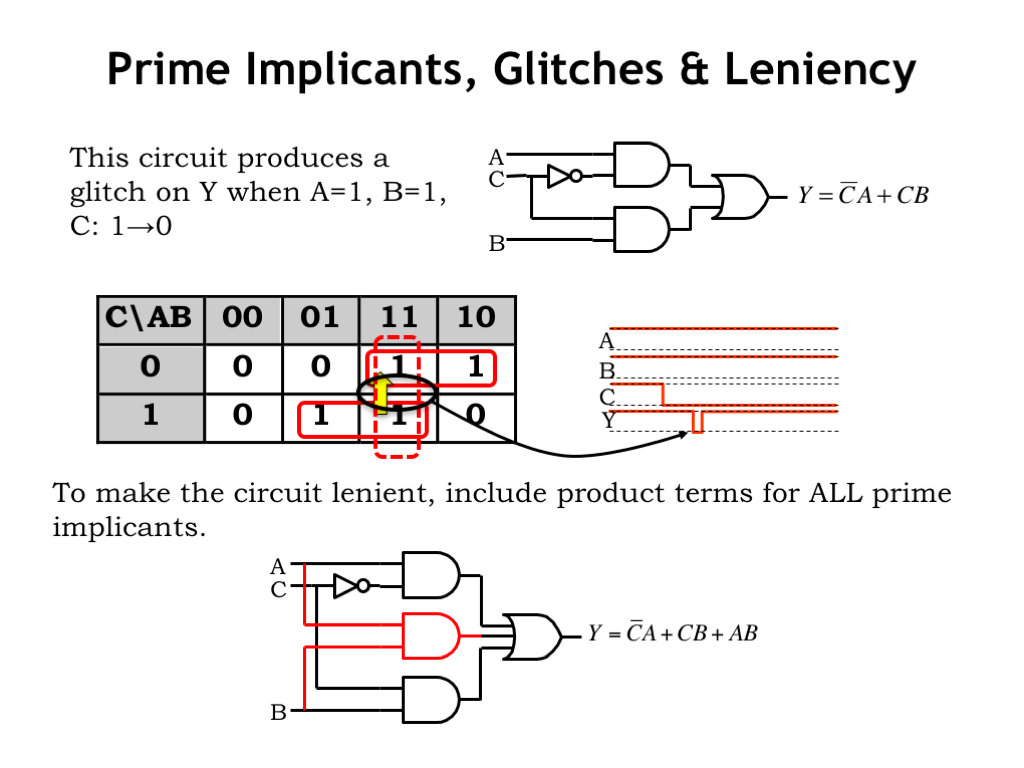 Prime Implicants, Glitches & Leniency
This circuit produces a
glitch on Y when A=1, B=1,
C: 1→0
A
C
B
Y = C̅A + CB
C\AB 00 01 11 10
0 0 0 1 1
1 0 1 1 0
A
B
C
Y
To make the circuit lenient, include product terms for ALL prime
implicants.
A
C
B
Y = C̅A + CB + AB